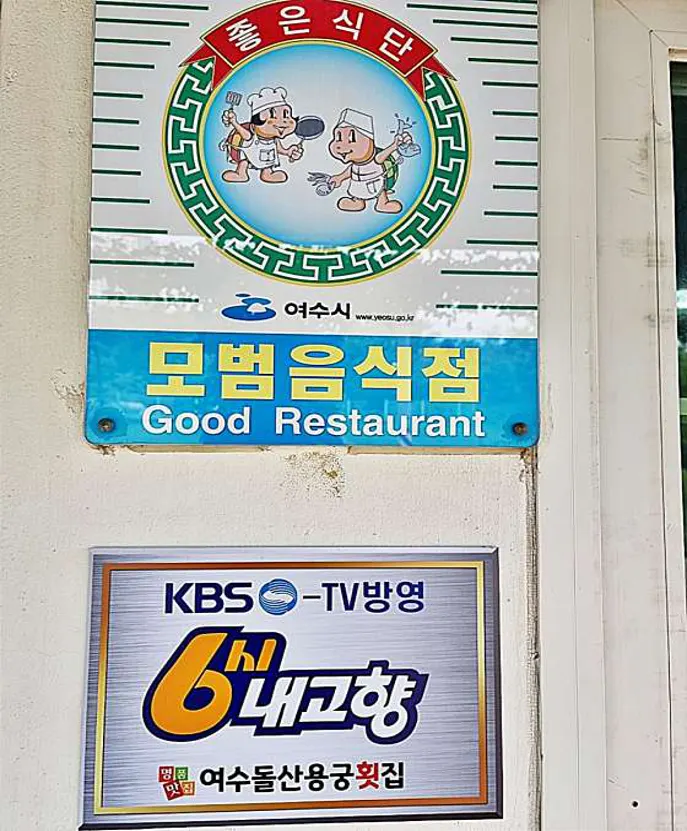 좋은식단
여수시 www.yeosu.go.kr
모범음식점
Good Restaurant
KBS-TV방영
6시내고향
명품맛집 여수돌산용궁횟집